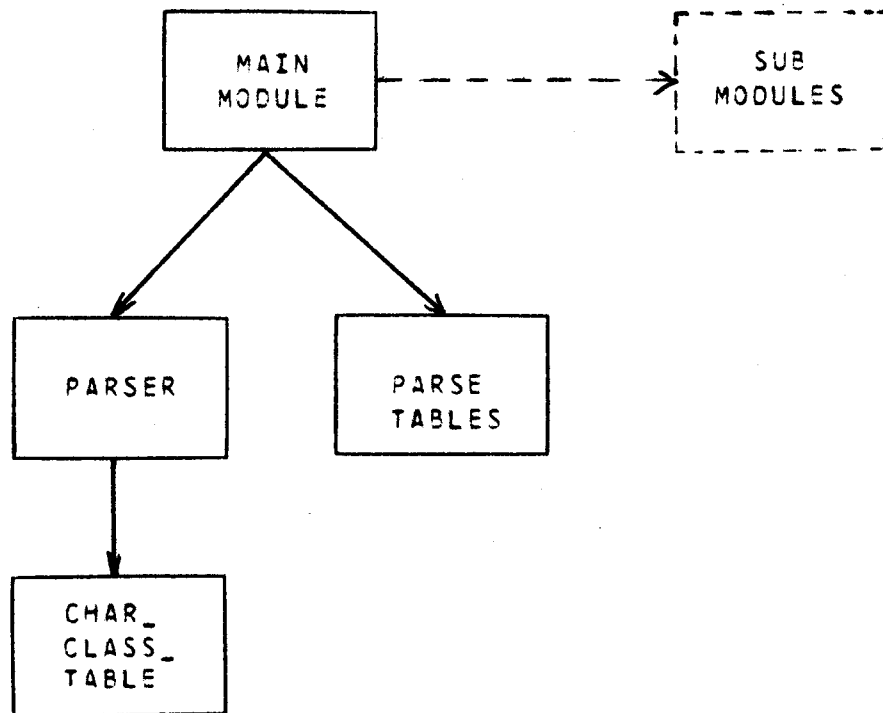 MAIN
MODULE
SUB
MODULES
PARSER
PARSE
TABLES
CHAR_
CLASS_
TABLE